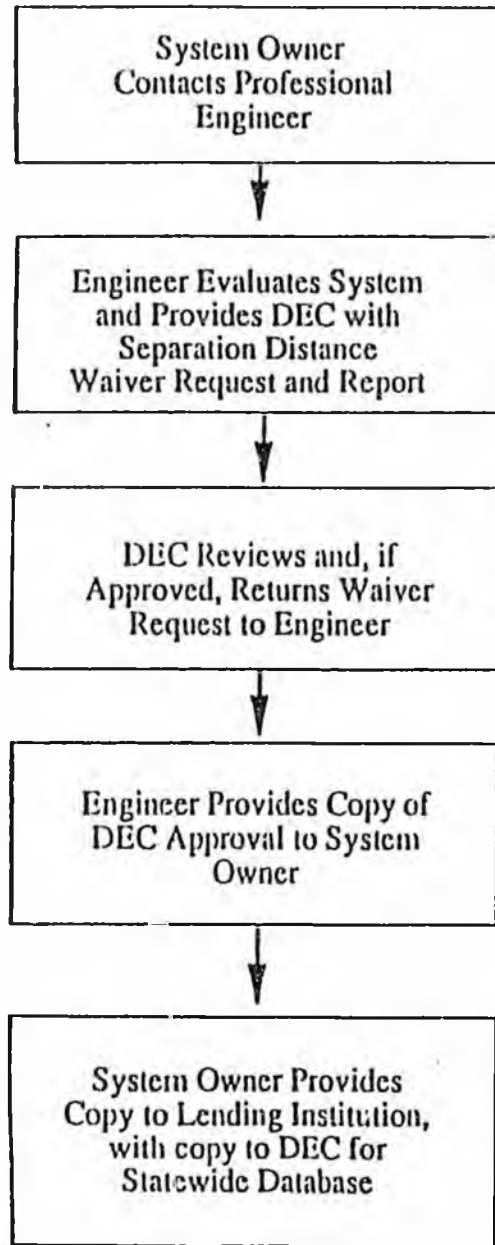 System Owner
Contacts Professional
Engineer
Engineer Evaluates System
and Provides DEC with
Separation Distance
Waiver Request and Report
DEC Reviews and, if
Approved, Returns Waiver
Request to Engineer
Engineer Provides Copy of
DEC Approval to System
Owner
System Owner Provides
Copy to Lending Institution,
with copy to DEC for
Statewide Database